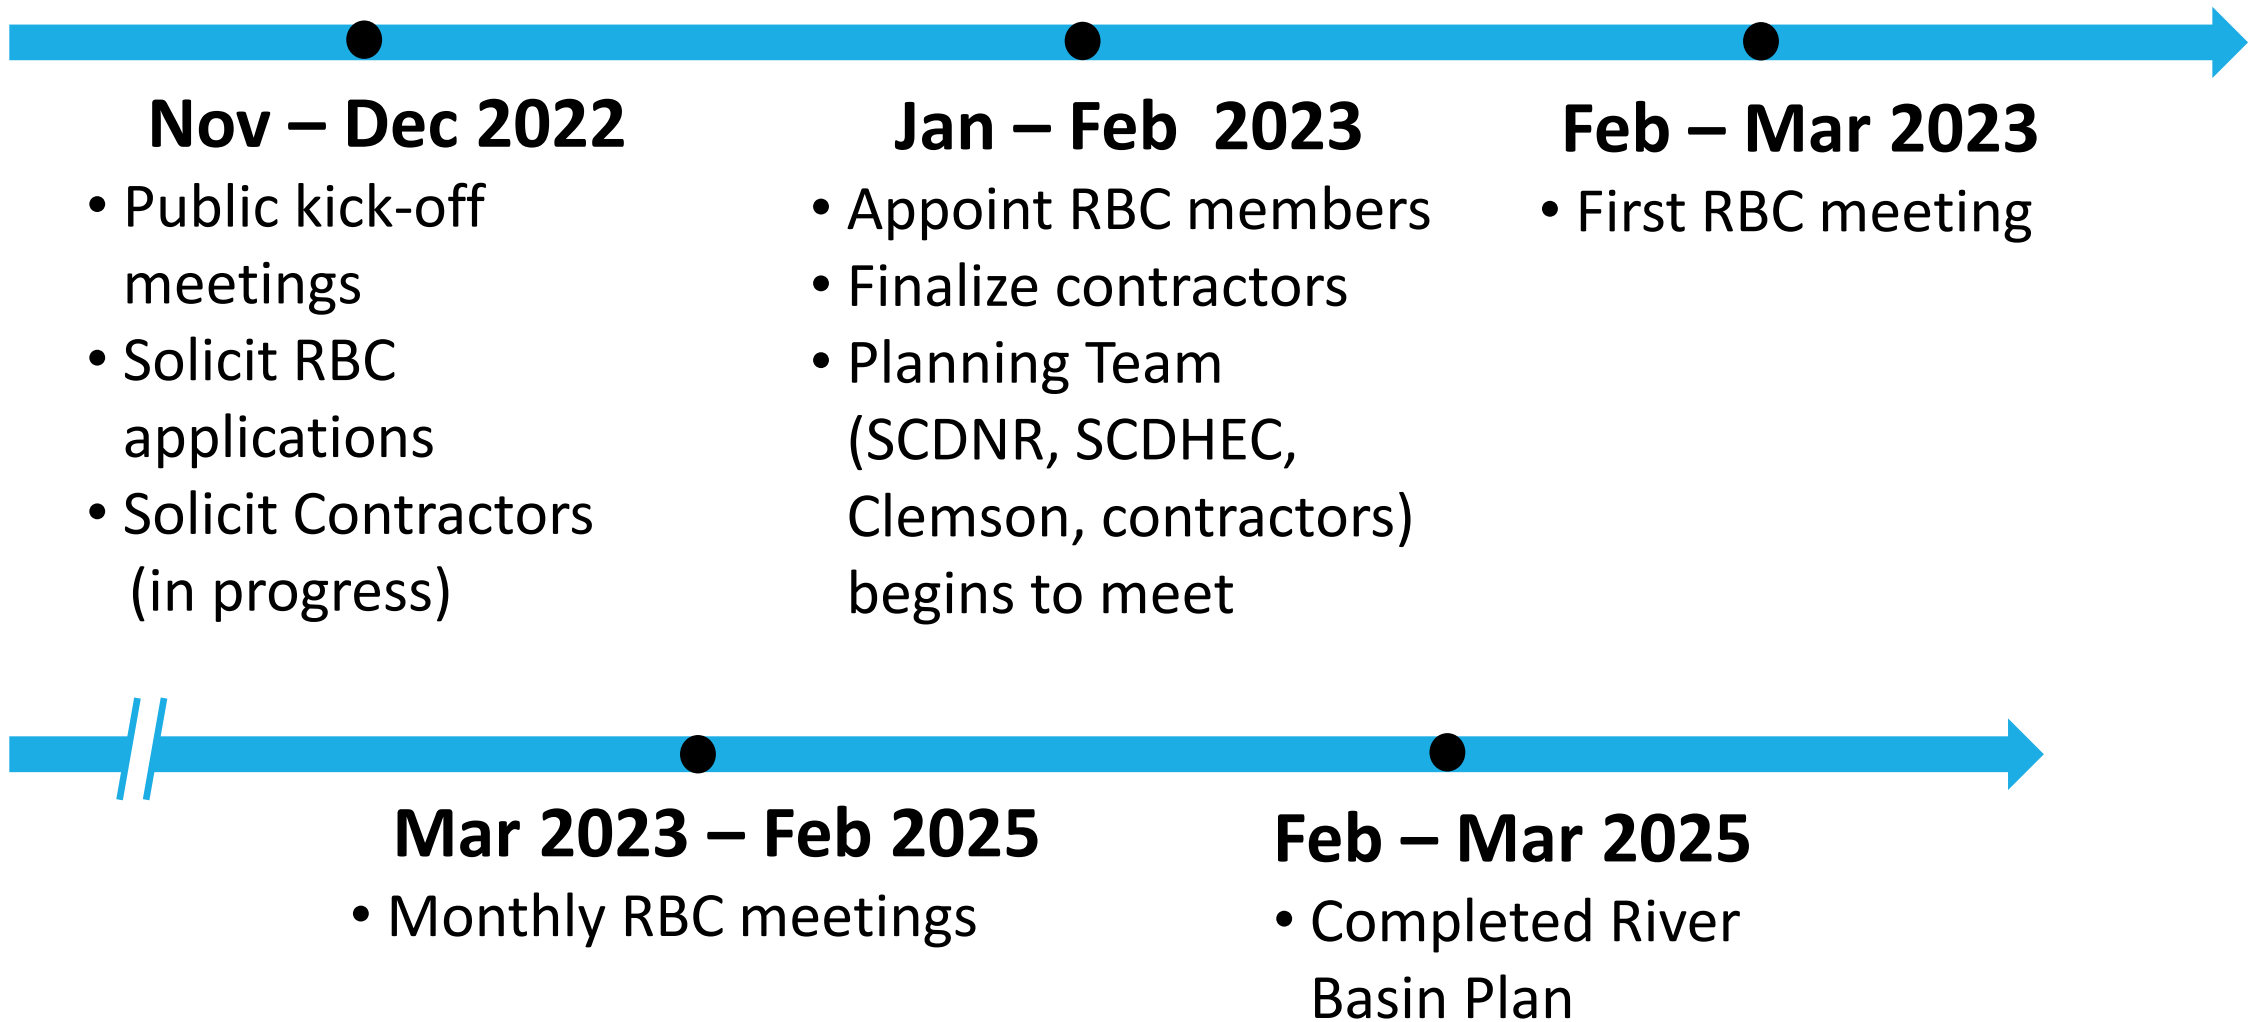 Nov – Dec 2022
• Public kick-off
meetings
• Solicit RBC
applications
• Solicit Contractors
(in progress)
Jan – Feb  2023
• Appoint RBC members
• Finalize contractors
• Planning Team
(SCDNR, SCDHEC,
Clemson, contractors)
begins to meet
Feb – Mar 2023
• First RBC meeting
Mar 2023 – Feb 2025
• Monthly RBC meetings
Feb – Mar 2025
• Completed River
Basin Plan